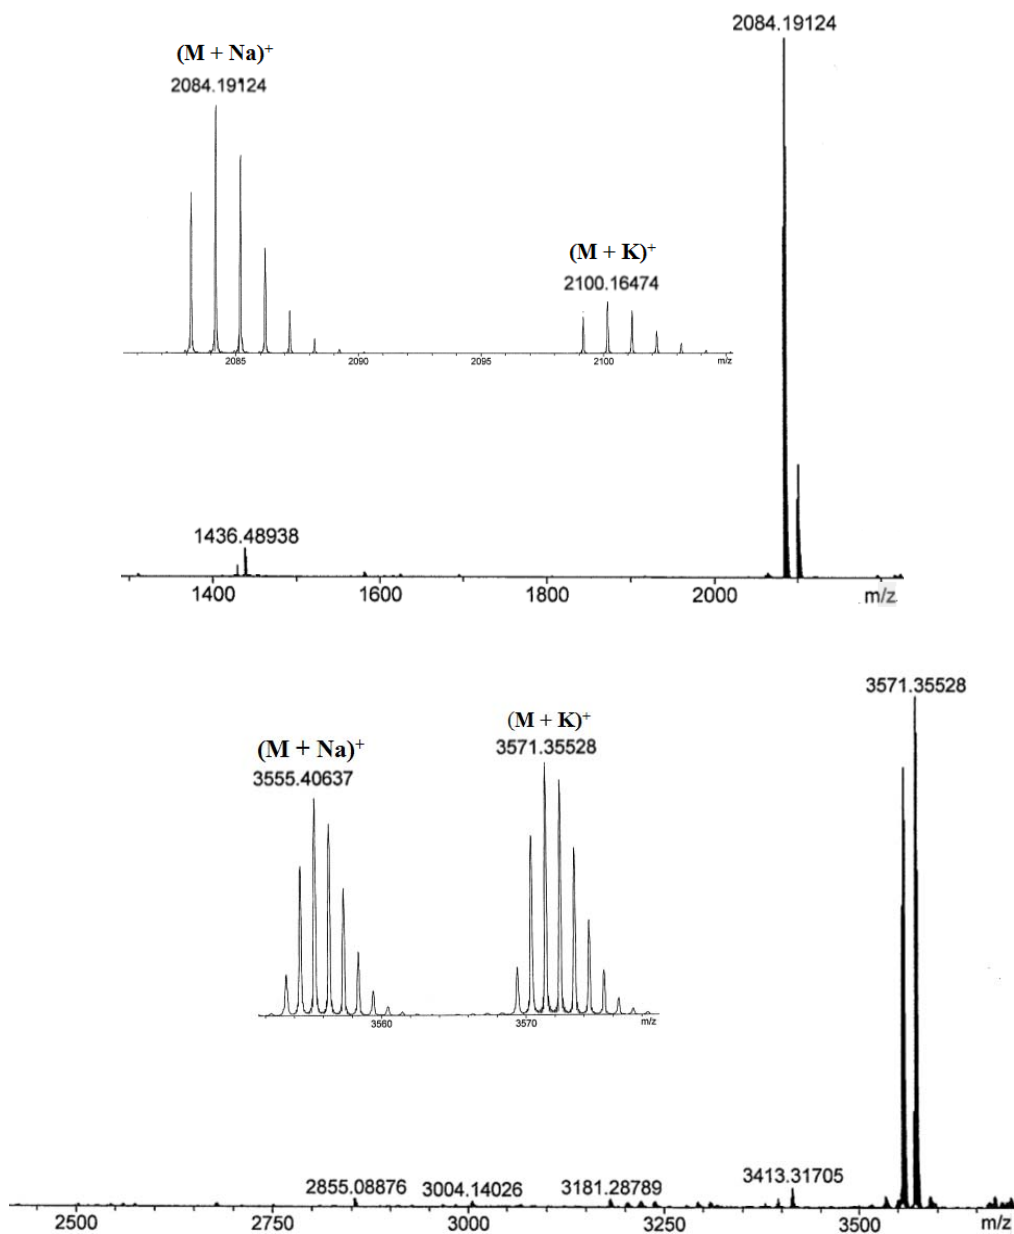 2084.19124
(M + Na)⁺
2084.19124
(M + K)⁺
2100.16474
2085 2090 2095 2100 m/z
1436.48938
1400 1600 1800 2000 m/z
3571.35528
(M + K)⁺
3571.35528
(M + Na)⁺
3555.40637
3560 3570 m/z
3413.31705
2855.08876 3004.14026 3181.28789
2500 2750 3000 3250 3500 m/z